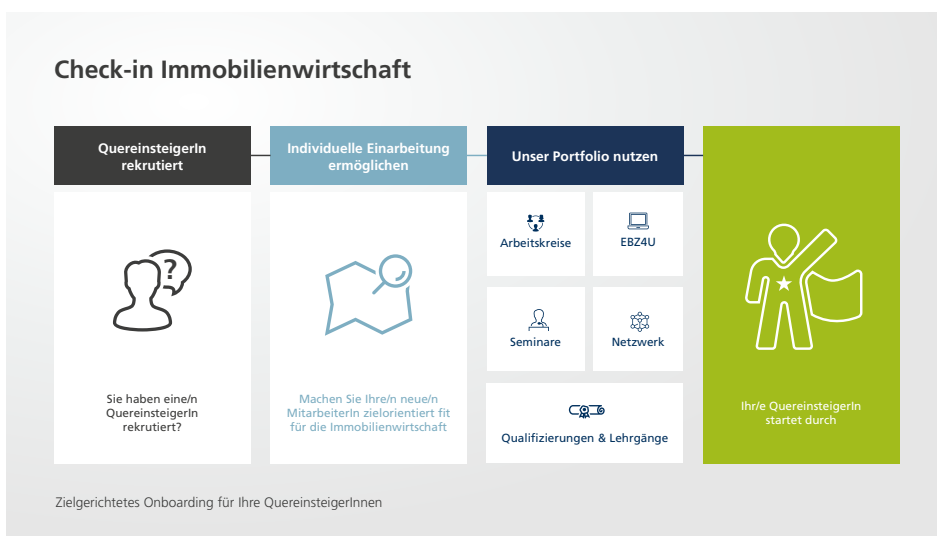 Check-in Immobilienwirtschaft
QuereinsteigerIn
rekrutiert
Individuelle Einarbeitung
ermöglichen
Unser Portfolio nutzen
?
Sie haben eine/n
QuereinsteigerIn
rekrutiert?
Machen Sie Ihre/n neue/n
MitarbeiterIn zielorientiert fit
für die Immobilienwirtschaft
Arbeitskreise
EBZ4U
Seminare
Netzwerk
Qualifizierungen & Lehrgänge
Ihr/e QuereinsteigerIn
startet durch
Zielgerichtetes Onboarding für Ihre QuereinsteigerInnen